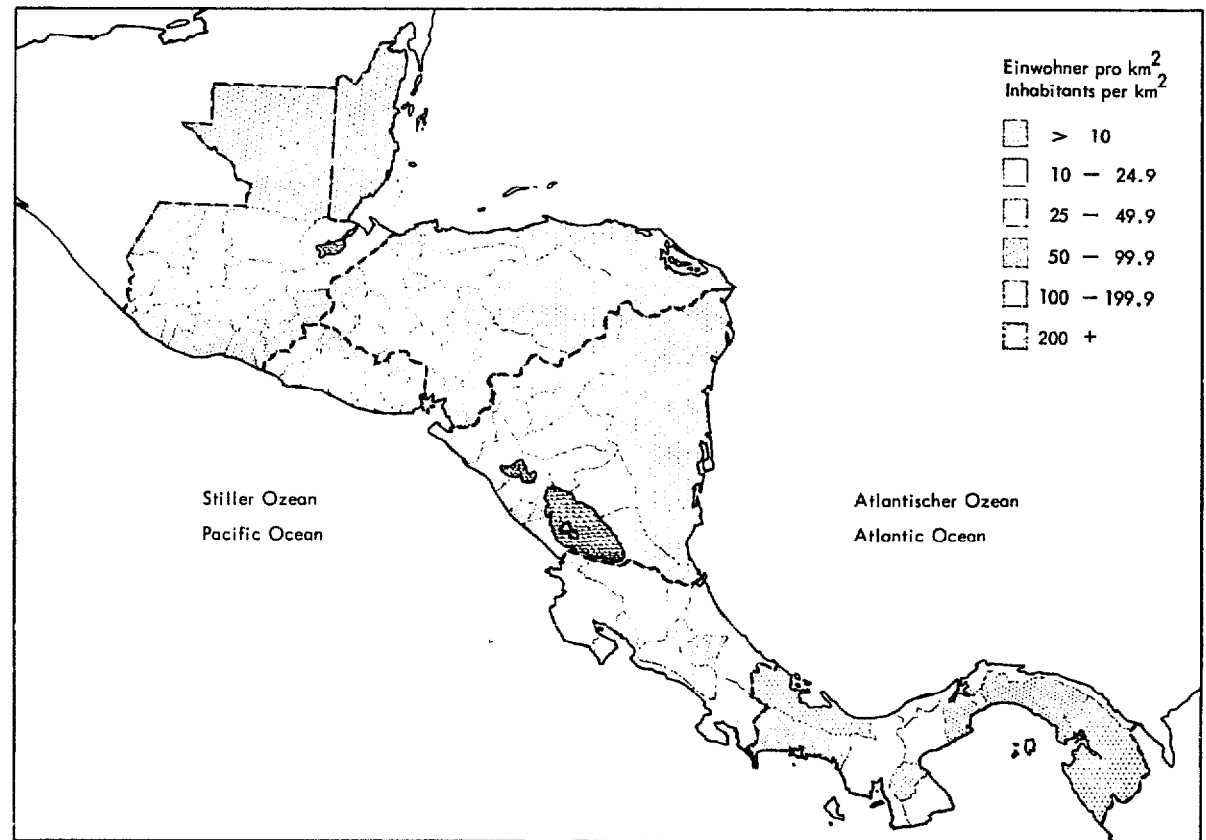 Einwohner pro km²
Inhabitants per km²
> 10
10 — 24.9
25 — 49.9
50 — 99.9
100 — 199.9
200 +
Stiller Ozean
Pacific Ocean
Atlantischer Ozean
Atlantic Ocean